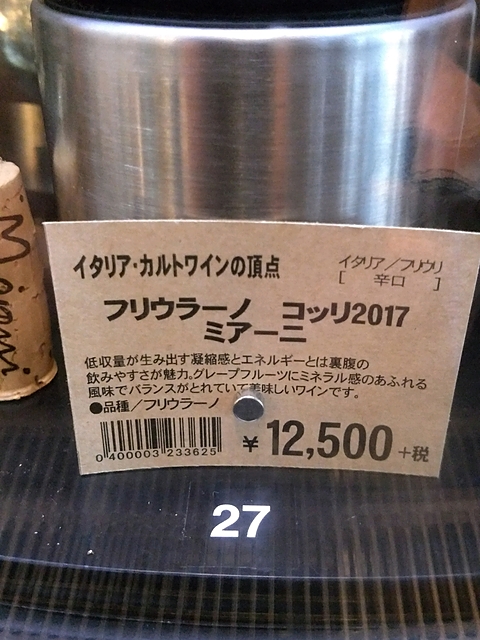 イタリア・カルトワインの頂点
イタリア／フリウリ
[ 辛口 ]
フリウラーノ コッリ2017
ミアーニ
低収量が生み出す凝縮感とエネルギーとは裏腹の
飲みやすさが魅力。グレープフルーツにミネラル感のあふれる
風味でバランスがとれていて美味しいワインです。
●品種／フリウラーノ
0 400003 233625
¥12,500+税
27
Miani